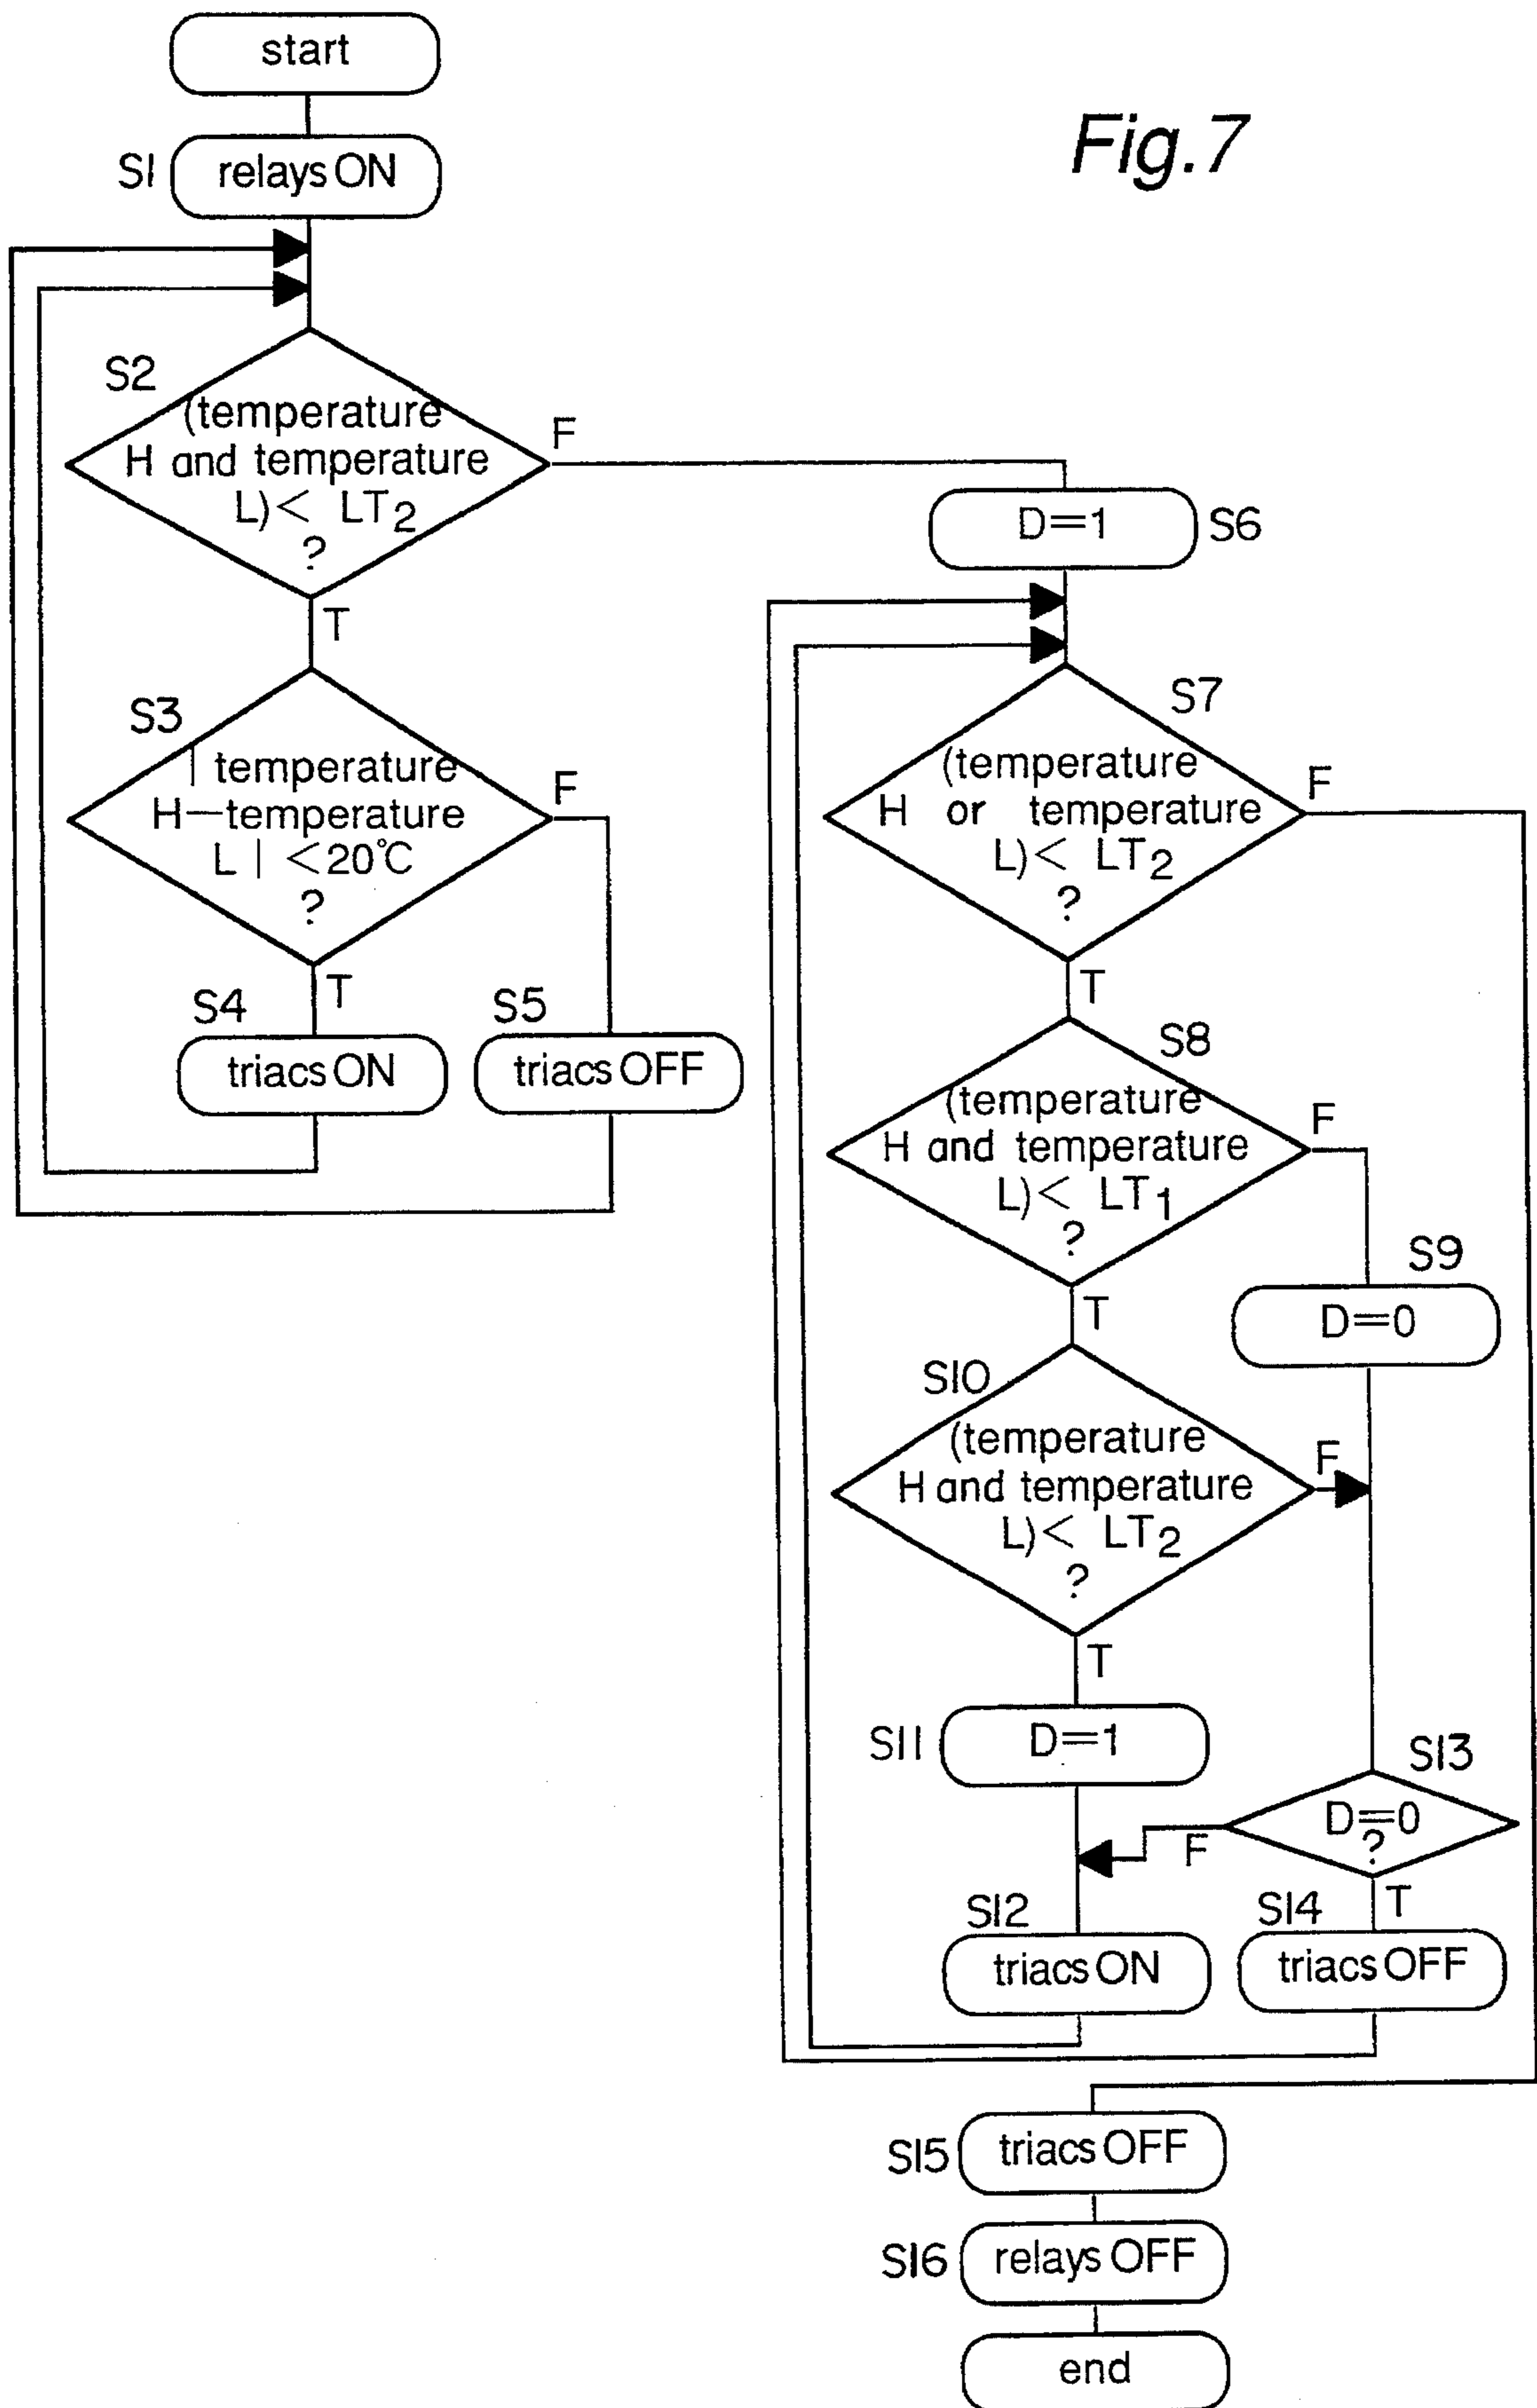 start
Fig.7
S1
relays ON
S2
(temperature
H and temperature
L)< LT2
?
F
T
D=1
S6
S3
| temperature
H—temperature
L | <20℃
?
F
T
S7
(temperature
H or temperature
L)< LT2
?
F
T
S4
triacs ON
S5
triacs OFF
S8
(temperature
H and temperature
L)< LT1
?
F
T
S9
D=0
S10
(temperature
H and temperature
L)< LT2
?
F
T
S11
D=1
S13
D=0
?
F
T
S12
triacs ON
S14
triacs OFF
S15
triacs OFF
S16
relays OFF
end